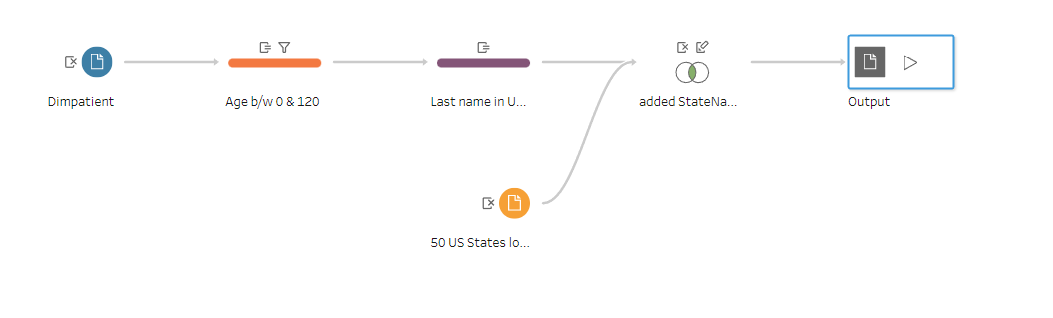 Dimpatient
Age b/w 0 & 120
Last name in U...
added StateNa...
Output
50 US States lo...